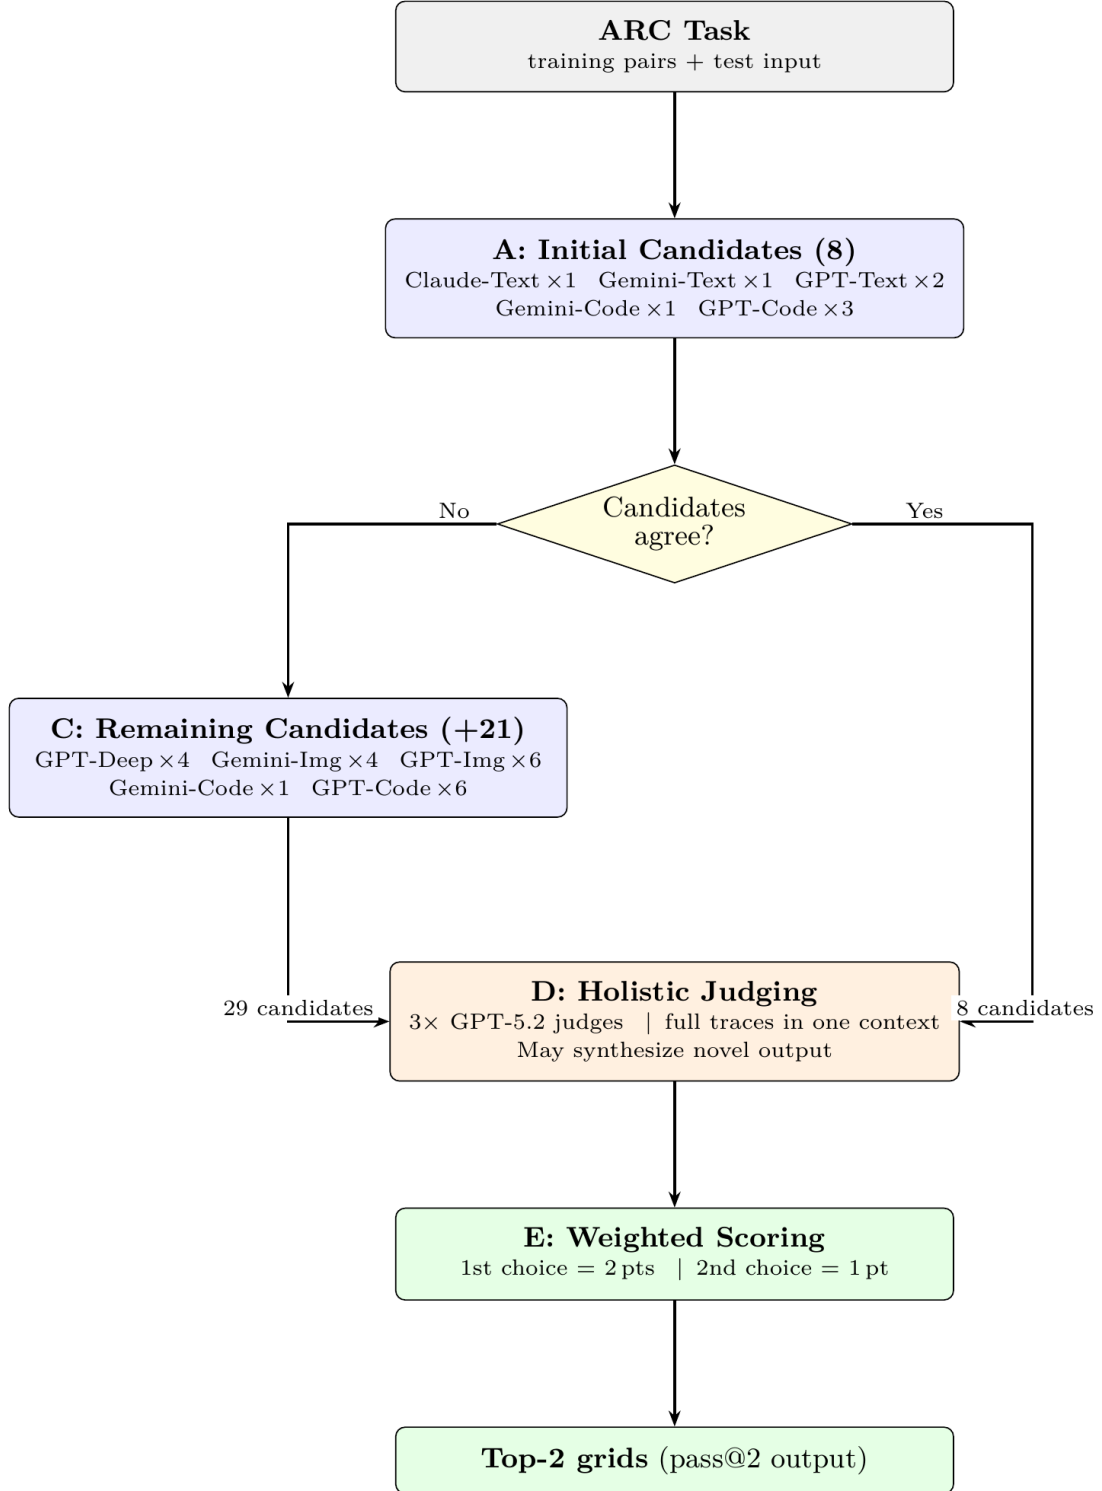 ARC Task
training pairs + test input
A: Initial Candidates (8)
Claude-Text ×1 Gemini-Text ×1 GPT-Text ×2
Gemini-Code ×1 GPT-Code ×3
Candidates
agree?
No
Yes
C: Remaining Candidates (+21)
GPT-Deep ×4 Gemini-Img ×4 GPT-Img ×6
Gemini-Code ×1 GPT-Code ×6
29 candidates
8 candidates
D: Holistic Judging
3× GPT-5.2 judges | full traces in one context
May synthesize novel output
E: Weighted Scoring
1st choice = 2 pts | 2nd choice = 1 pt
Top-2 grids (pass@2 output)